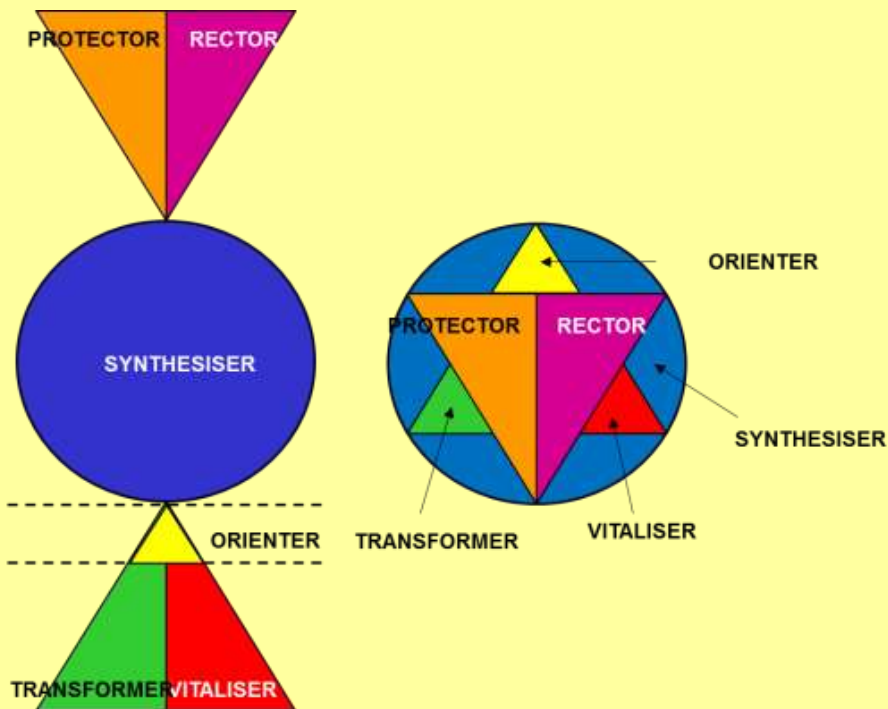 PROTECTOR RECTOR
SYNTHESISER
ORIENTER
TRANSFORMER VITALISER
ORIENTER
PROTECTOR RECTOR
SYNTHESISER
TRANSFORMER
VITALISER